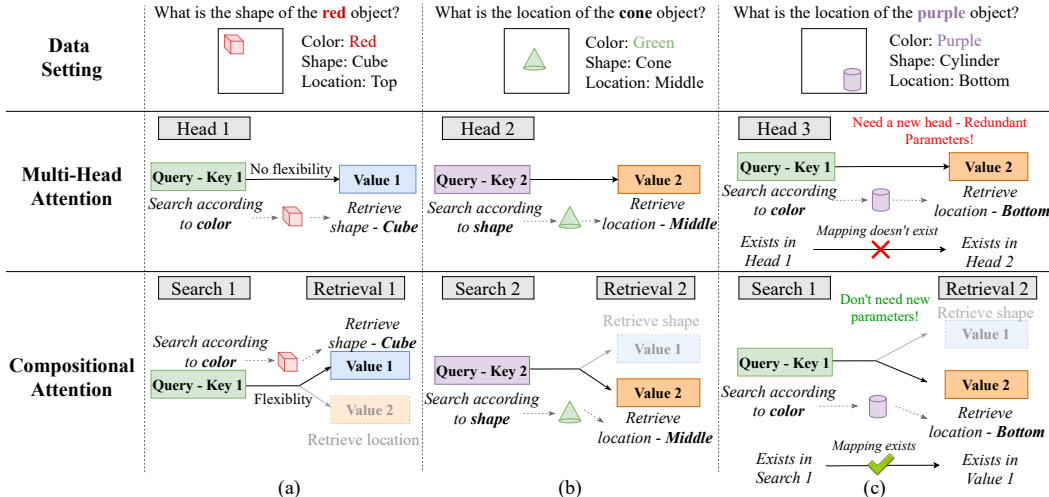 What is the shape of the red object?
What is the location of the cone object?
What is the location of the purple object?
Data
Setting
Color: Red
Shape: Cube
Location: Top
Color: Green
Shape: Cone
Location: Middle
Color: Purple
Shape: Cylinder
Location: Bottom
Multi-Head
Attention
Head 1
Query - Key 1
No flexibility
Value 1
Search according
to color
Retrieve
shape - Cube
Head 2
Query - Key 2
Value 2
Search according
to shape
Retrieve
location - Middle
Head 3
Need a new head - Redundant
Parameters!
Query - Key 1
Value 2
Search according
to color
Retrieve
location - Bottom
Exists in
Head 1
Mapping doesn't exist
Exists in
Head 2
Compositional
Attention
Search 1
Retrieval 1
Search according
to color
Retrieve
shape - Cube
Query - Key 1
Value 1
Flexiblity
Value 2
Retrieve location
Search 2
Retrieval 2
Retrieve shape
Value 1
Query - Key 2
Value 2
Search according
to shape
Retrieve
location - Middle
Search 1
Retrieval 2
Don't need new
parameters!
Retrieve shape
Value 1
Query - Key 1
Value 2
Search according
to color
Retrieve
location - Bottom
Exists in
Search 1
Mapping exists
Exists in
Value 1
(a)
(b)
(c)